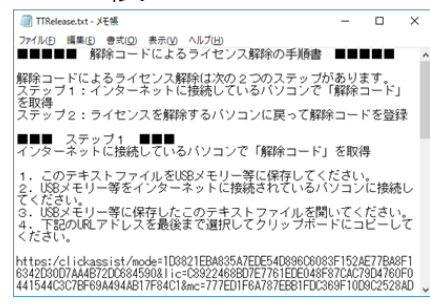 TTRelease.txt - メモ帳
ファイル(F) 編集(E) 書式(O) 表示(V) ヘルプ(H)
■■■■■ 解除コードによるライセンス解除の手順書 ■■■■■
解除コードによるライセンス解除は次の2つのステップがあります。
ステップ1:インターネットに接続しているパソコンで「解除コード」
を取得
ステップ2:ライセンスを解除するパソコンに戻って解除コードを登録
■■■ ステップ1 ■■■
インターネットに接続しているパソコンで「解除コード」を取得
1. このテキストファイルをUSBメモリー等に保存してください。
2. USBメモリー等をインターネットに接続されているパソコンに接続し
てください。
3. USBメモリー等に保存したこのテキストファイルを開いてください。
4. 下記のURLアドレスを最後まで選択してクリップボードにコピーして
ください。
https:/clickassist/mode=1D3821EBA835A7EDE54D896C6083F152AE77BA8F1
6342D30D7AA4B72DC684590&lic=C8922468BD7E7761EDE048F87CAC79D4760F0
441544C3C7BF69A494AB17F84C1&mc=777ED1F6A787EBB1FDC369F10D9C2528AD